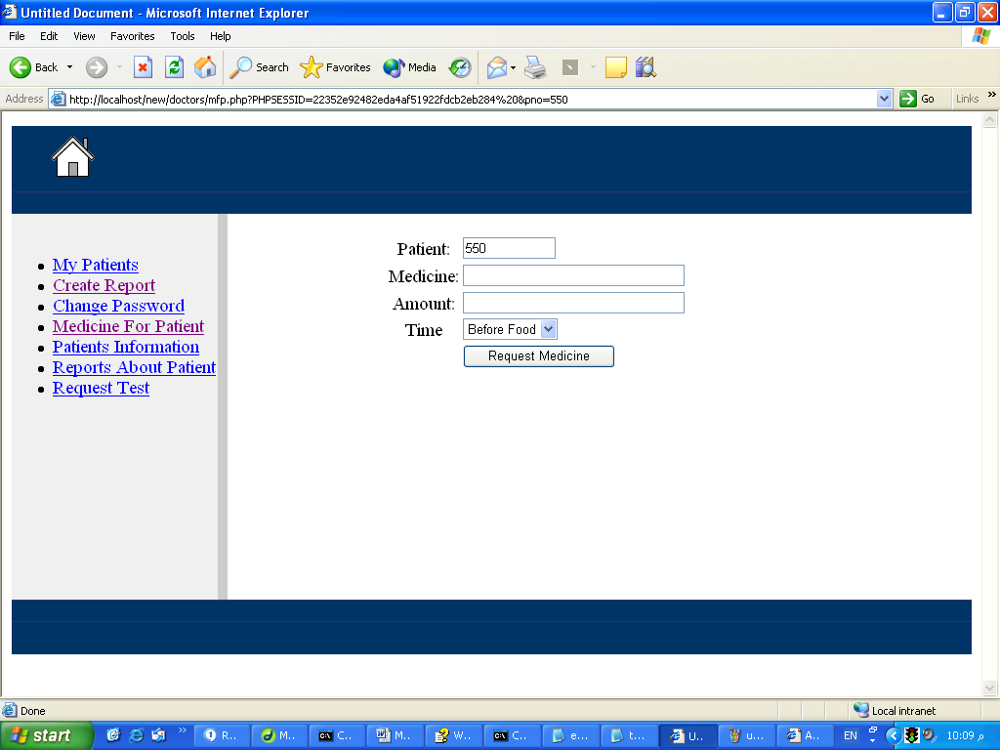 Untitled Document - Microsoft Internet Explorer
File Edit View Favorites Tools Help
Back Search Favorites Media
Address http://localhost/new/doctors/mfp.php?PHPSESSID=22352e92482eda4af51922fdcb2eb284%20&pno=550 Go Links »
My Patients
Create Report
Change Password
Medicine For Patient
Patients Information
Reports About Patient
Request Test
Patient: 550
Medicine:
Amount:
Time Before Food
Request Medicine
Done Local intranet
start » R... M... C... M... W... C... e... t... U... u... A... EN 10:09 م